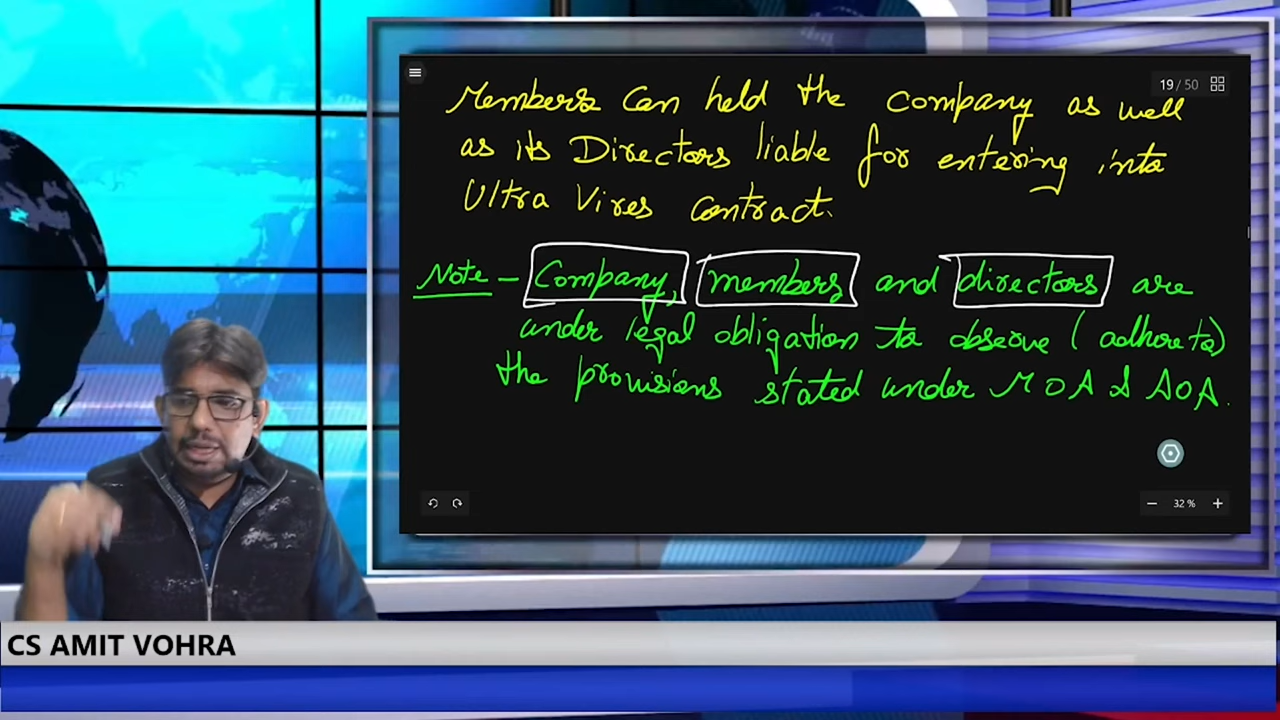 19 / 50
Members can held the company as well
as its Directors liable for entering into
Ultra Vires contract.
Note - Company, members and directors are
under legal obligation to observe (adhere to)
the provisions stated under MOA & AOA.
32 %
CS AMIT VOHRA